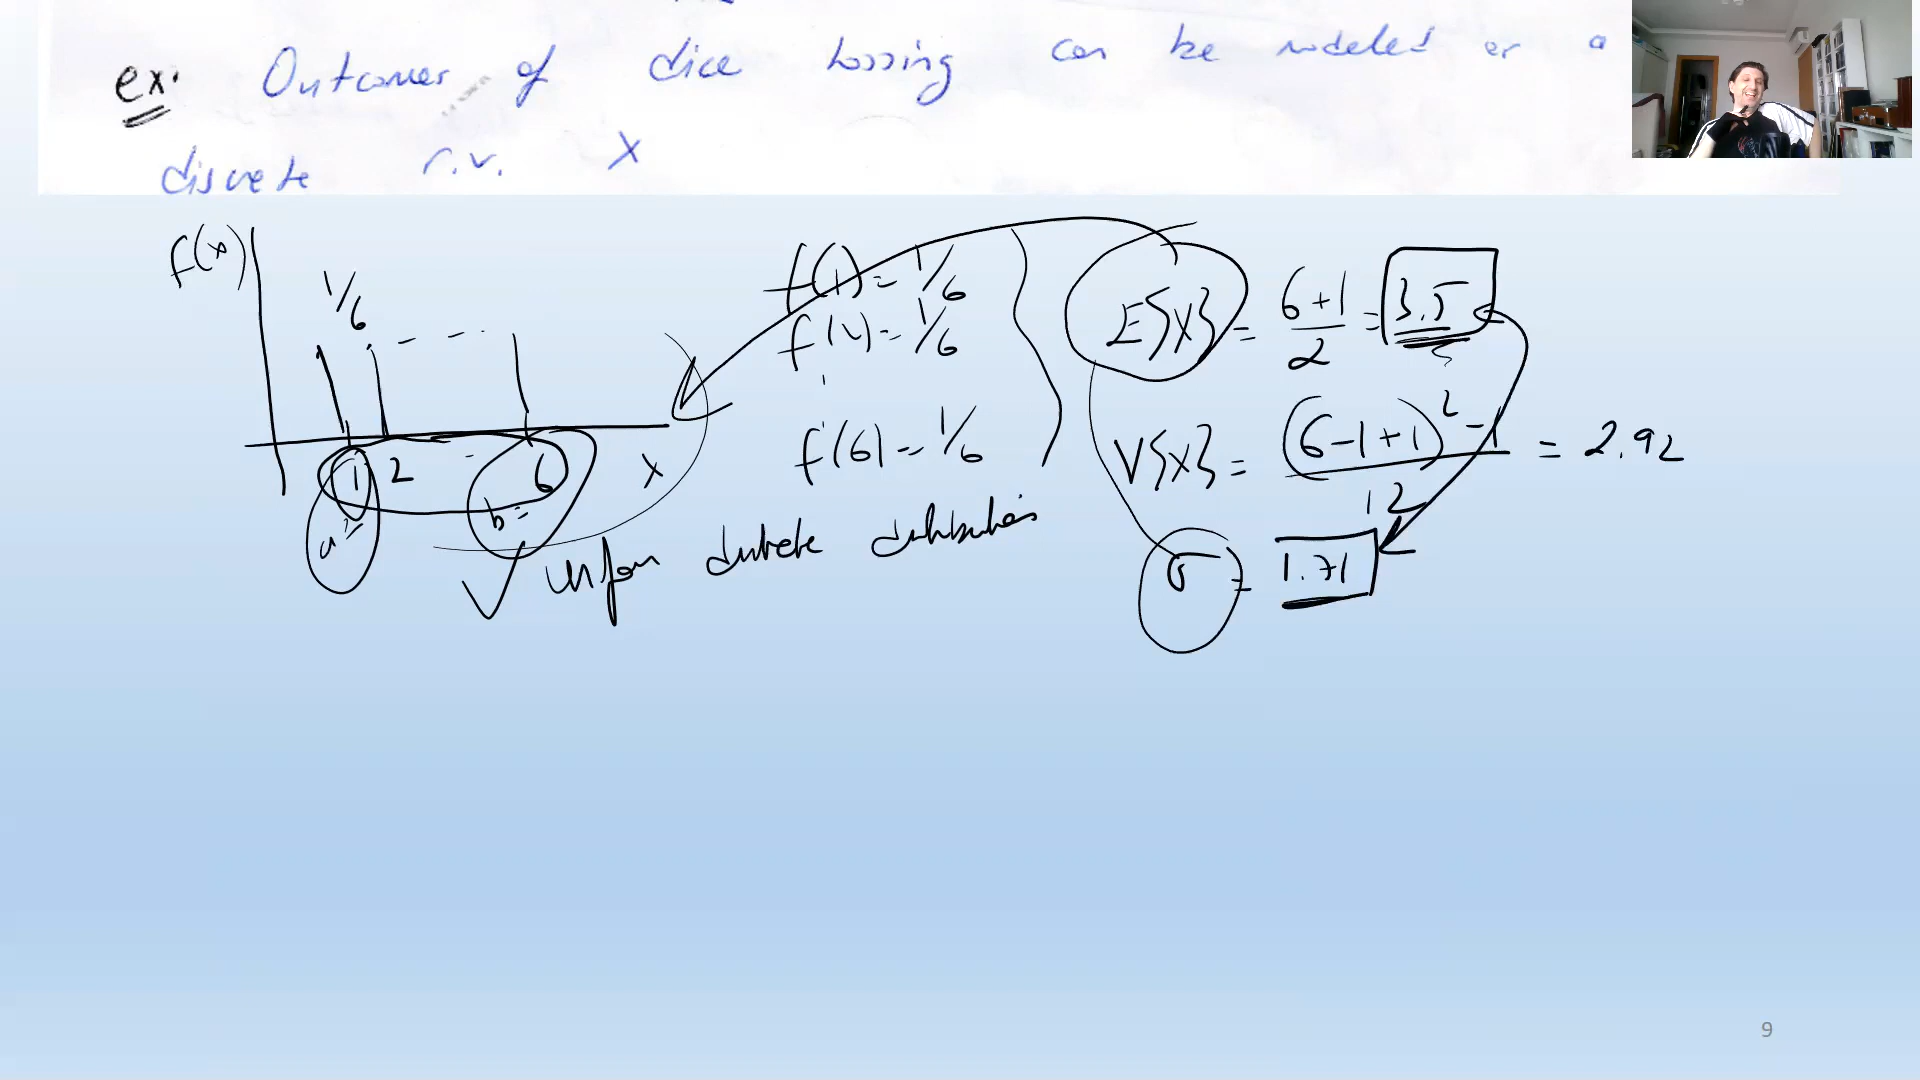 ex: Outcomes of dice tossing can be modeled as a
discrete r.v. X
f(x)
1/6
1 2 - 6 x
a = b =
✓ Uniform discrete distribution
f(1) = 1/6
f(2) = 1/6
f(6) = 1/6
E{X} = (6+1)/2 = 3.5
V{X} = ((6-1+1)² - 1)/12 = 2.92
σ = 1.71
9